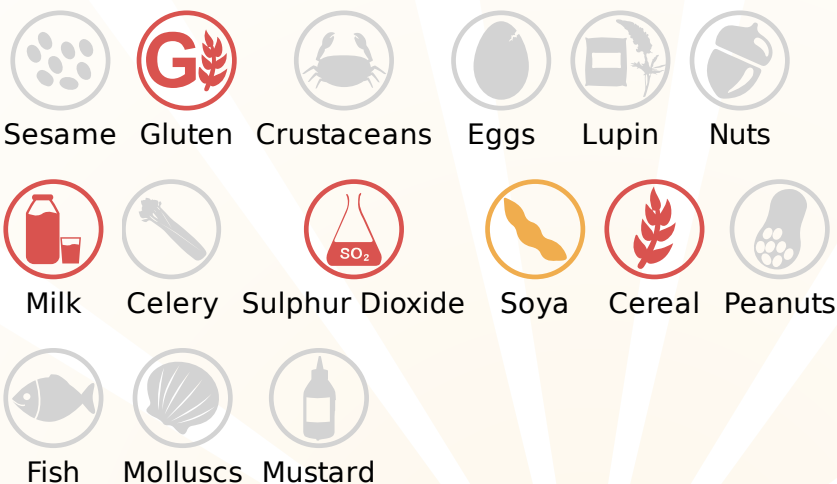 G
Sesame Gluten Crustaceans Eggs Lupin Nuts
SO₂
Milk Celery Sulphur Dioxide Soya Cereal Peanuts
Fish Molluscs Mustard